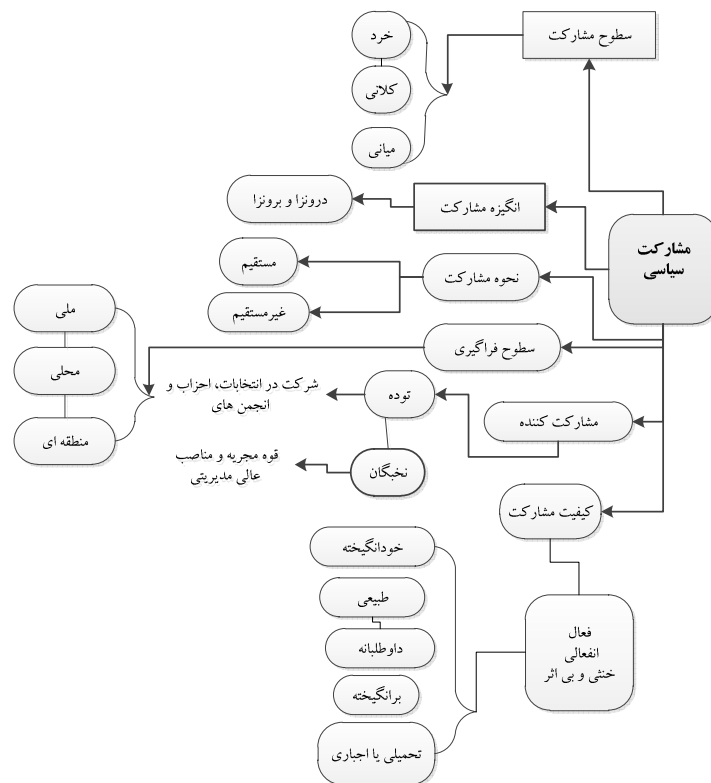 سطوح مشارکت
خرد
کلانی
میانی
مشارکت
سیاسی
انگیزه مشارکت
درونزا و برونزا
نحوه مشارکت
مستقیم
غیرمستقیم
سطوح فراگیری
ملی
محلی
منطقه ای
مشارکت کننده
توده
شرکت در انتخابات، احزاب و
انجمن های
نخبگان
قوه مجریه و مناصب
عالی مدیریتی
کیفیت مشارکت
فعال
انفعالی
خنثی و بی اثر
خودانگیخته
طبیعی
داوطلبانه
برانگیخته
تحمیلی یا اجباری